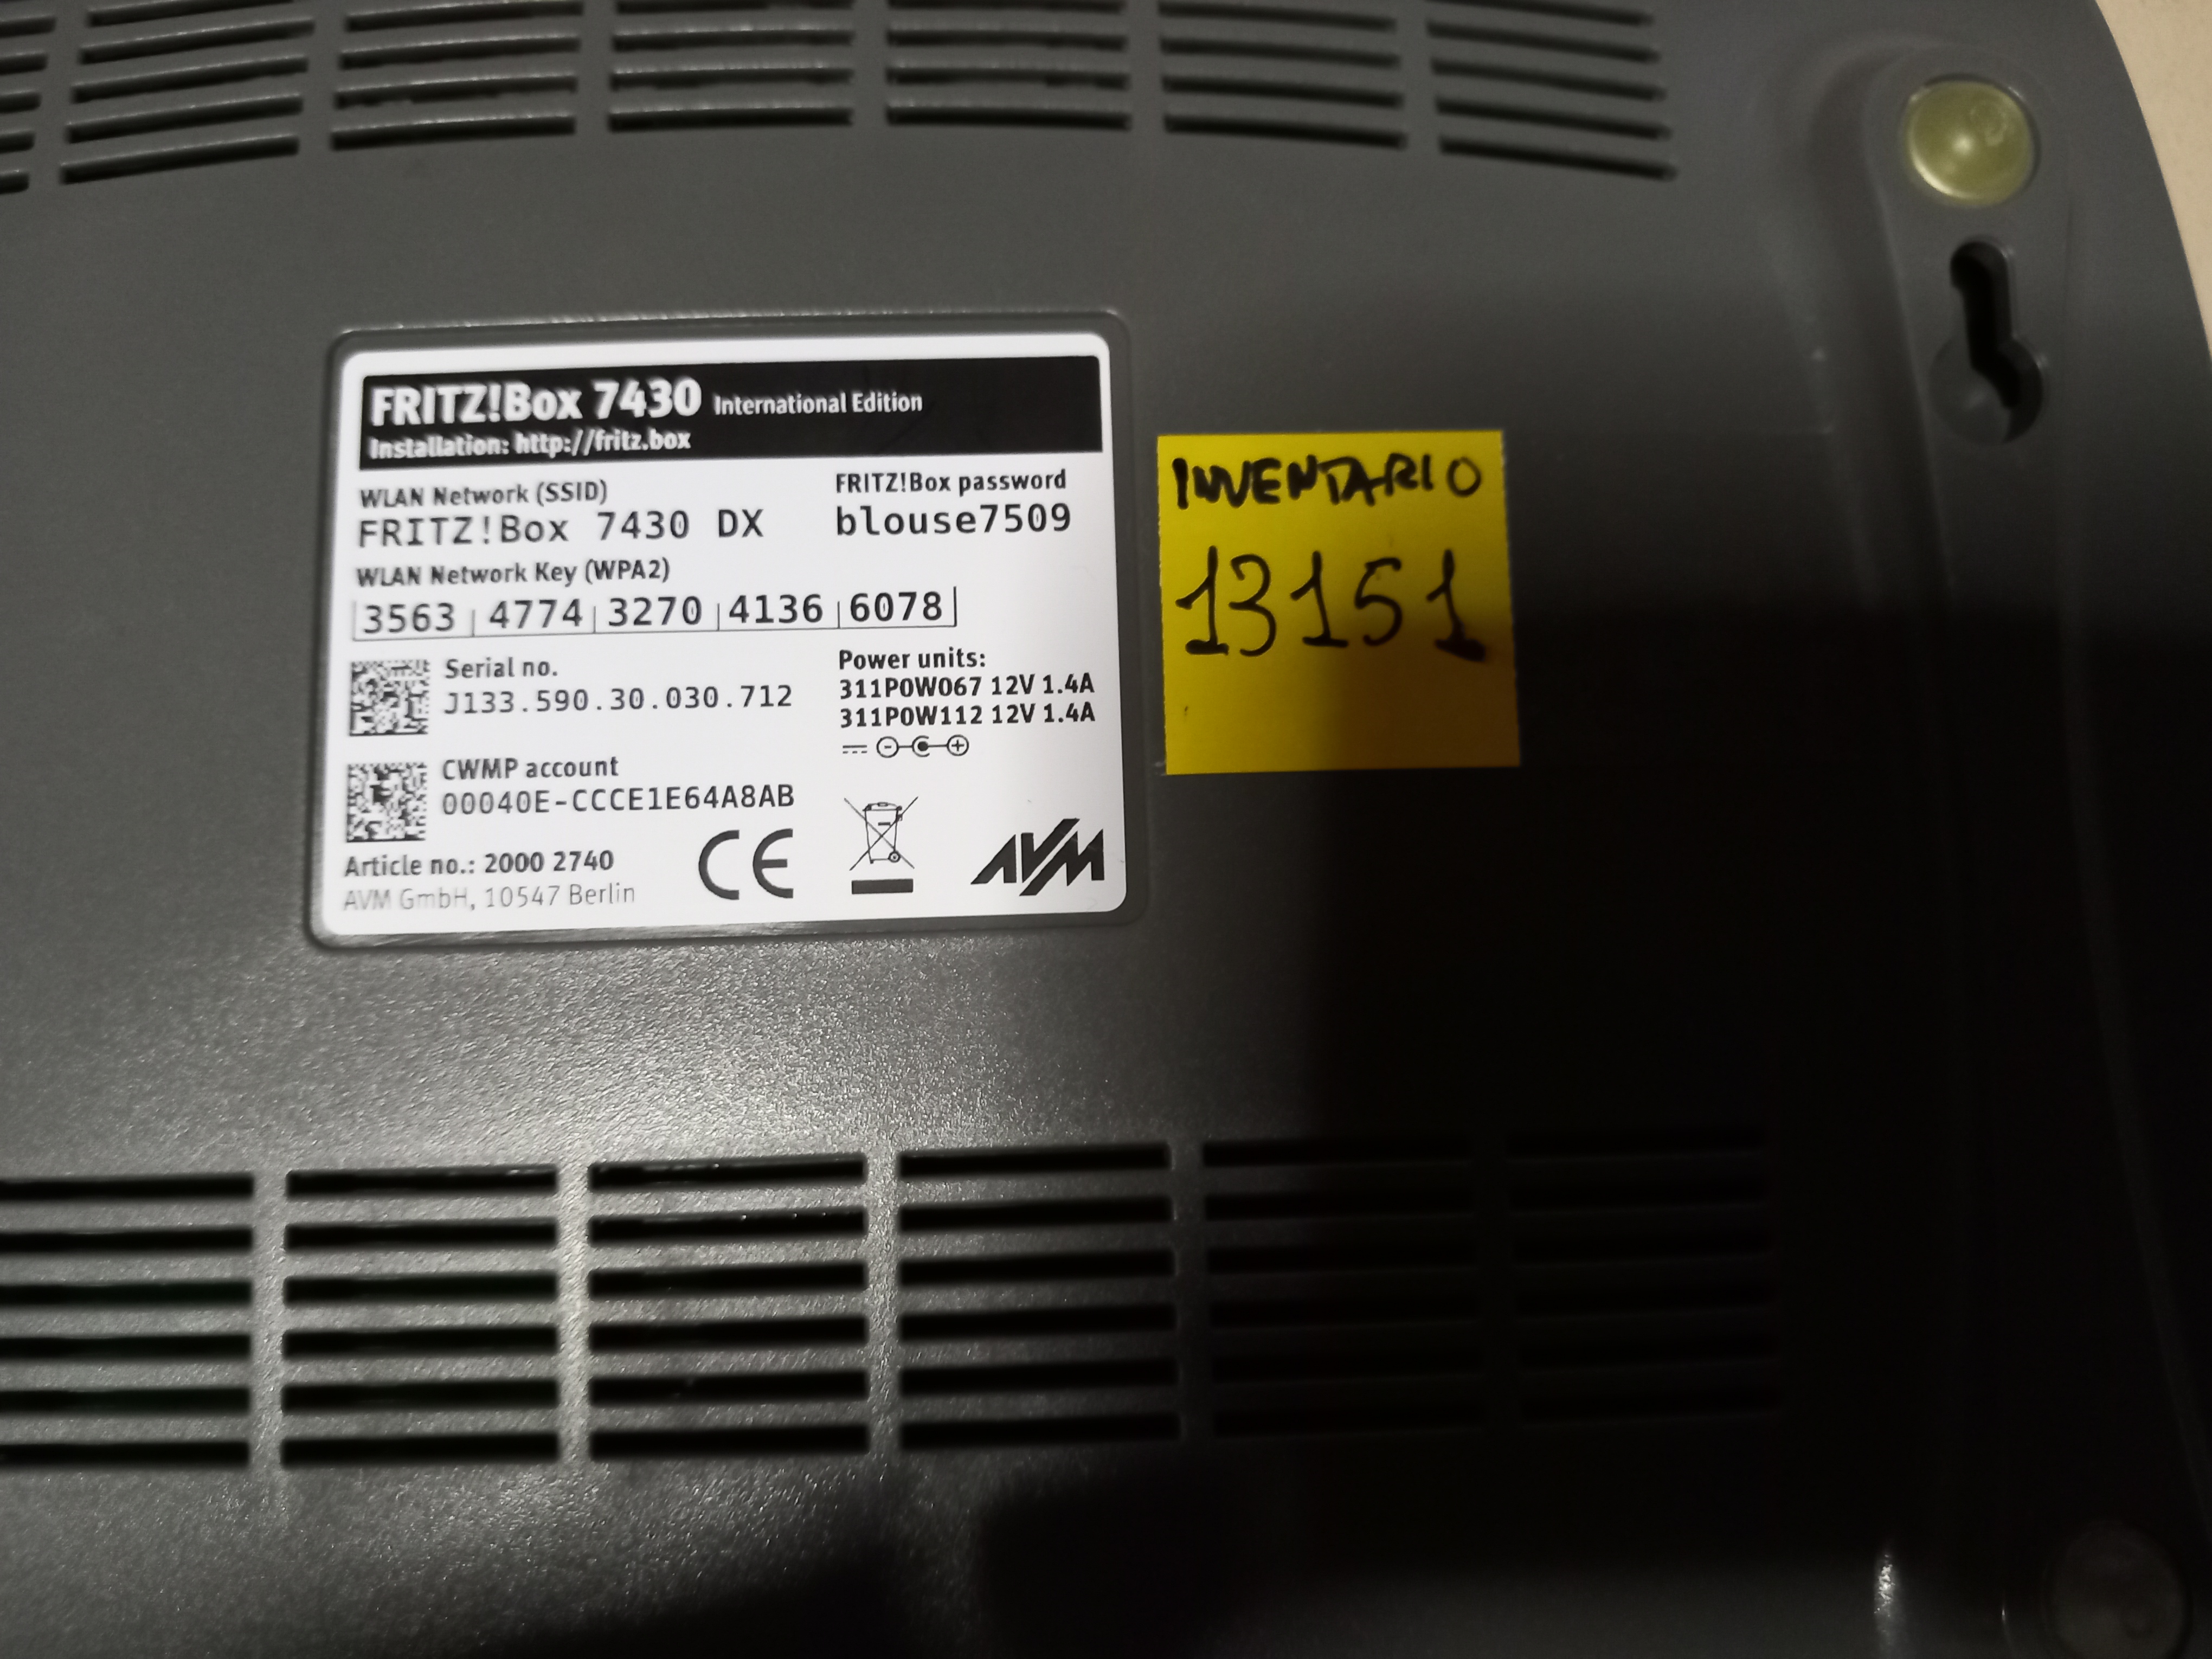 FRITZ!Box 7430 International Edition
Installation: http://fritz.box
WLAN Network (SSID)
FRITZ!Box 7430 DX
FRITZ!Box password
blouse7509
WLAN Network Key (WPA2)
3563 4774 3270 4136 6078
Serial no.
J133.590.30.030.712
Power units:
311P0W067 12V 1.4A
311P0W112 12V 1.4A
CWMP account
00040E-CCCE1E64A8AB
Article no.: 2000 2740
AVM GmbH, 10547 Berlin
CE
AVM
INVENTARIO
13151